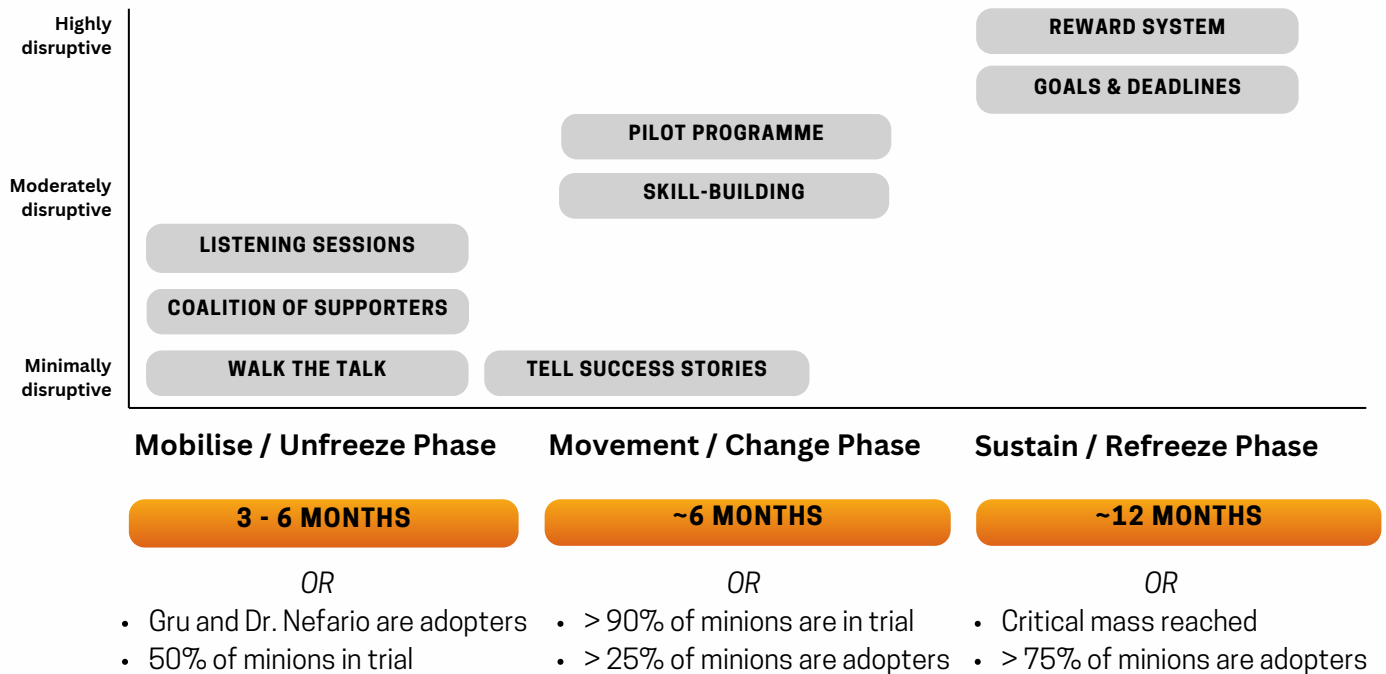 Highly
disruptive
REWARD SYSTEM
GOALS & DEADLINES
PILOT PROGRAMME
Moderately
disruptive
SKILL-BUILDING
LISTENING SESSIONS
COALITION OF SUPPORTERS
Minimally
disruptive
WALK THE TALK
TELL SUCCESS STORIES
Mobilise / Unfreeze Phase
Movement / Change Phase
Sustain / Refreeze Phase
3 - 6 MONTHS
~6 MONTHS
~12 MONTHS
OR
• Gru and Dr. Nefario are adopters
• 50% of minions in trial
OR
• > 90% of minions are in trial
• > 25% of minions are adopters
OR
• Critical mass reached
• > 75% of minions are adopters